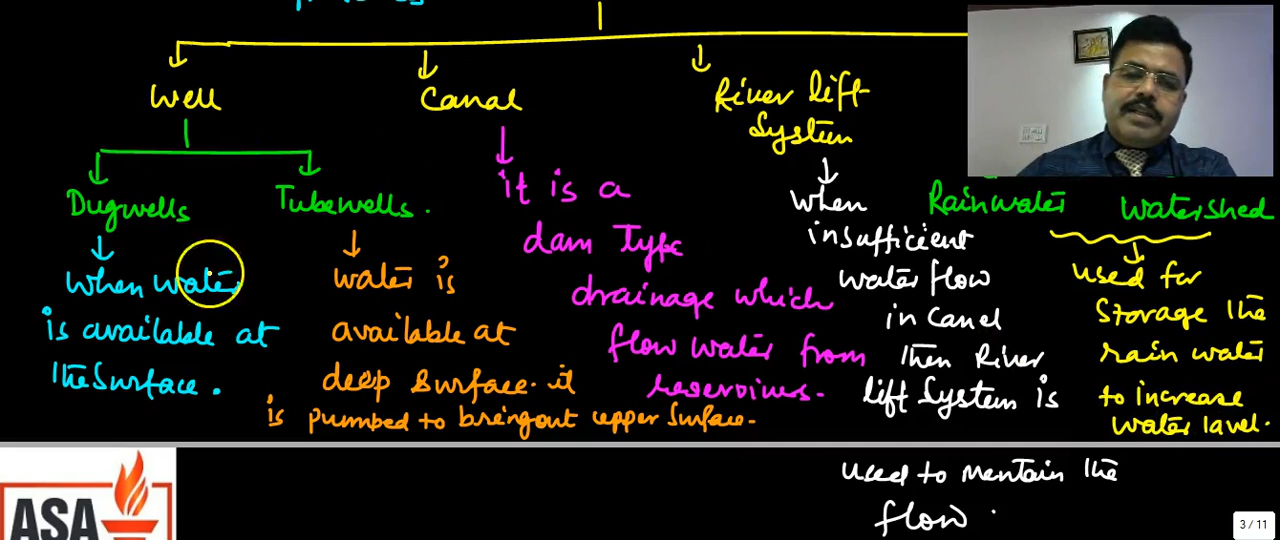 Well
Canal
River lift
System
Dugwells
Tubewells.
Rainwater
Watershed
when water
is available at
the Surface.
water is
available at
deep Surface. it
is pumped to bringout upper Surface.
it is a
dam Type
drainage which
flow water from
reservoirs.
when
insufficient
water flow
in Canal
then River
lift System is
used to mentain the
flow.
used for
Storage the
rain water
to increase
water lavel.
ASA
3 / 11